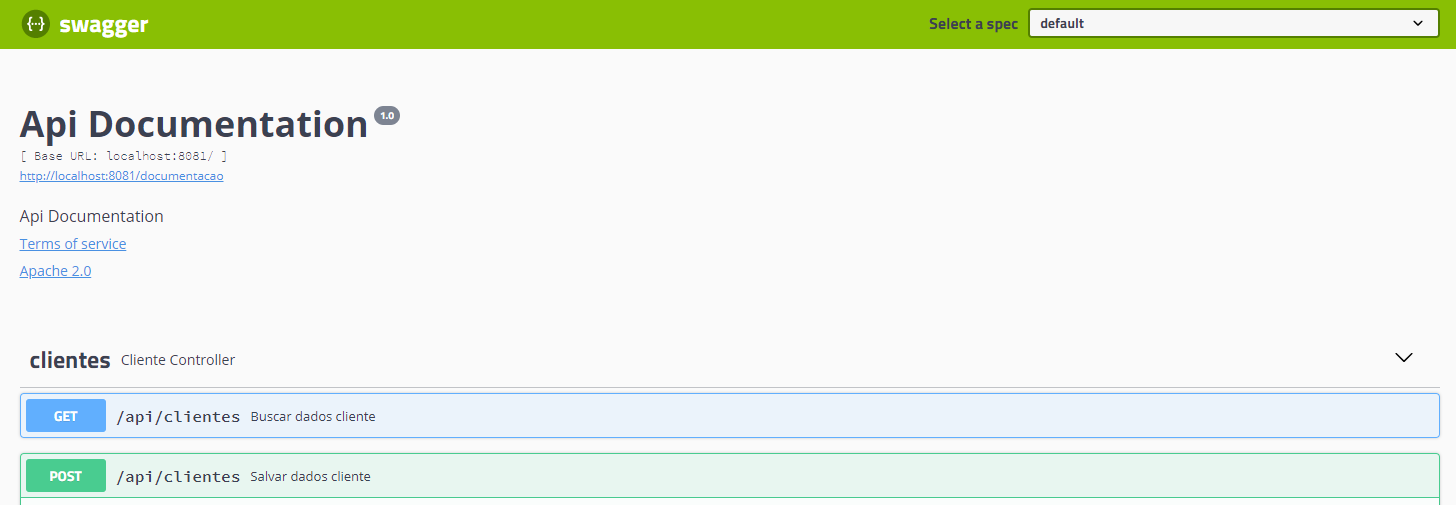 {···} swagger
Select a spec default
Api Documentation 1.0
[ Base URL: localhost:8081/ ]
http://localhost:8081/documentacao
Api Documentation
Terms of service
Apache 2.0
clientes Cliente Controller
GET /api/clientes Buscar dados cliente
POST /api/clientes Salvar dados cliente